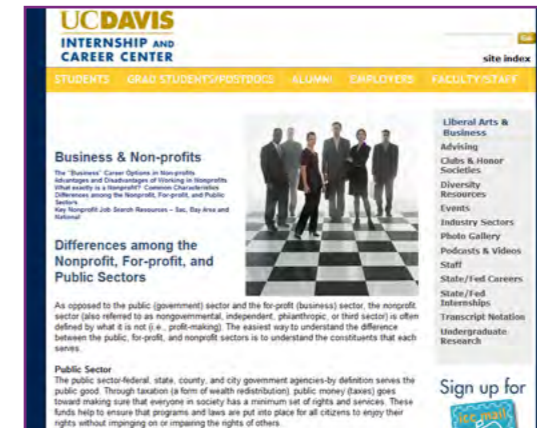 UCDAVIS
INTERNSHIP AND
CAREER CENTER
Go
site index
STUDENTS GRAD STUDENTS/POSTDOCS ALUMNI EMPLOYERS FACULTY/STAFF
Business & Non-profits
The "Business" Career Options in Non-profits
Advantages and Disadvantages of Working in Nonprofits
What exactly is a Nonprofit? Common Characteristics
Differences among the Nonprofit, For-profit, and Public
Sectors
Key Nonprofit Job Search Resources – Sac, Bay Area and
National
Differences among the
Nonprofit, For-profit, and
Public Sectors
As opposed to the public (government) sector and the for-profit (business) sector, the nonprofit
sector (also referred to as nongovernmental, independent, philanthropic, or third sector) is often
defined by what it is not (i.e., profit-making). The easiest way to understand the difference
between the public, for-profit, and nonprofit sectors is to understand the constituents that each
serves.
Public Sector
The public sector-federal, state, county, and city government agencies-by definition serves the
public good. Through taxation (a form of wealth redistribution), public money (taxes) goes
toward making sure that everyone in society has a minimum set of rights and services. These
funds help to ensure that programs and laws are put into place for all citizens to enjoy their
rights without impinging on or impairing the rights of others.
Liberal Arts &
Business
Advising
Clubs & Honor
Societies
Diversity
Resources
Events
Industry Sectors
Photo Gallery
Podcasts & Videos
Staff
State/Fed Careers
State/Fed
Internships
Transcript Notation
Undergraduate
Research
Sign up for
icc mail